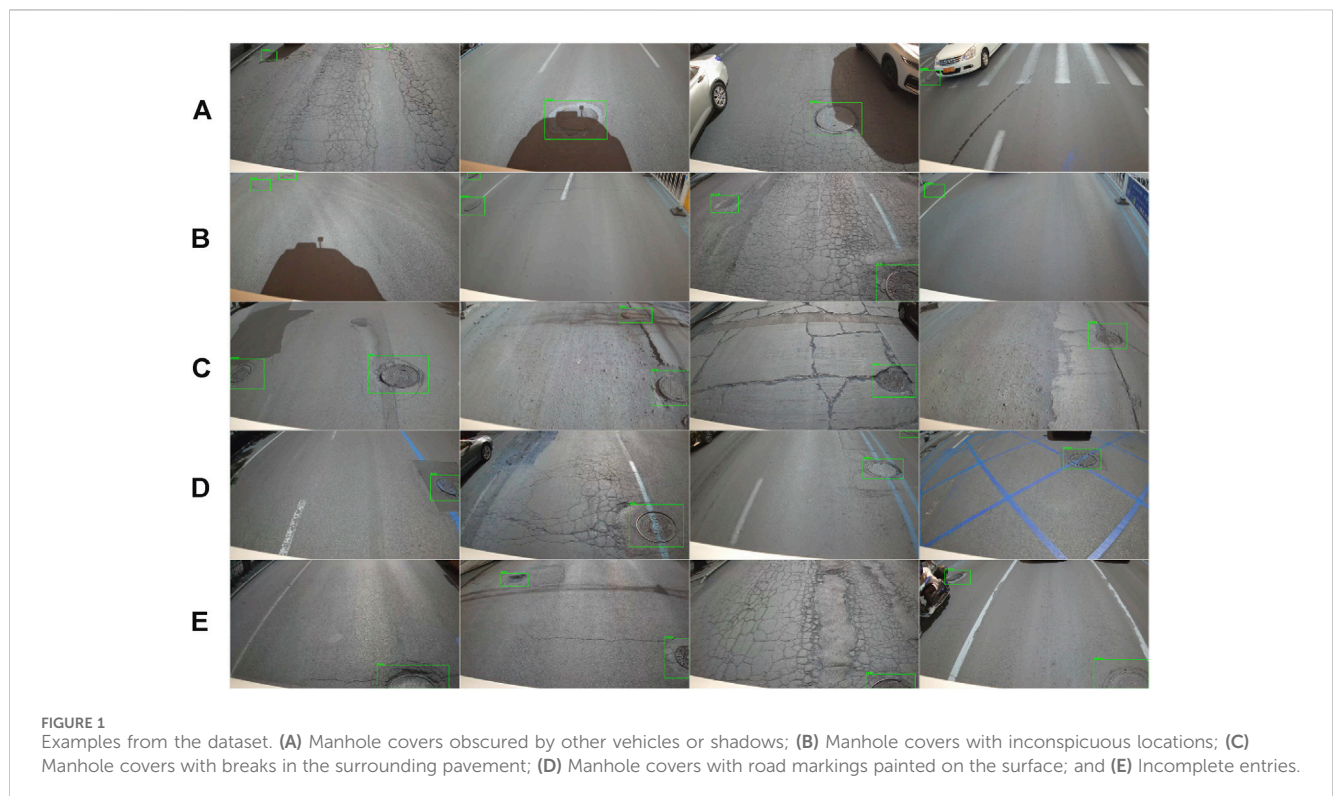 A
B
C
D
E
FIGURE 1
Examples from the dataset. (A) Manhole covers obscured by other vehicles or shadows; (B) Manhole covers with inconspicuous locations; (C)
Manhole covers with breaks in the surrounding pavement; (D) Manhole covers with road markings painted on the surface; and (E) Incomplete entries.